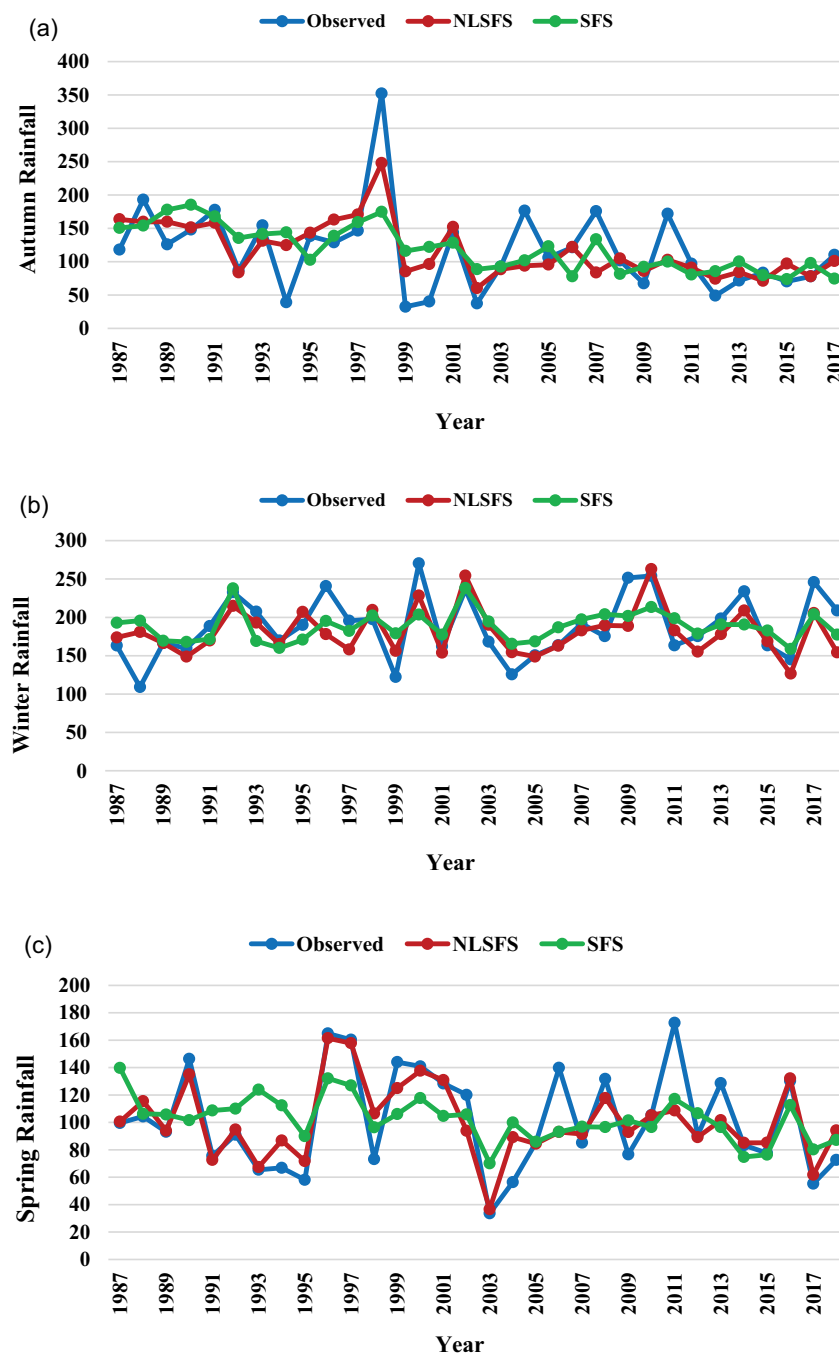 (a)
Observed NLSFS SFS
Autumn Rainfall
400
350
300
250
200
150
100
50
0
1987 1989 1991 1993 1995 1997 1999 2001 2003 2005 2007 2009 2011 2013 2015 2017
Year
(b)
Observed NLSFS SFS
Winter Rainfall
300
250
200
150
100
50
0
1987 1989 1991 1993 1995 1997 1999 2001 2003 2005 2007 2009 2011 2013 2015 2017
Year
(c)
Observed NLSFS SFS
Spring Rainfall
200
180
160
140
120
100
80
60
40
20
0
1987 1989 1991 1993 1995 1997 1999 2001 2003 2005 2007 2009 2011 2013 2015 2017
Year